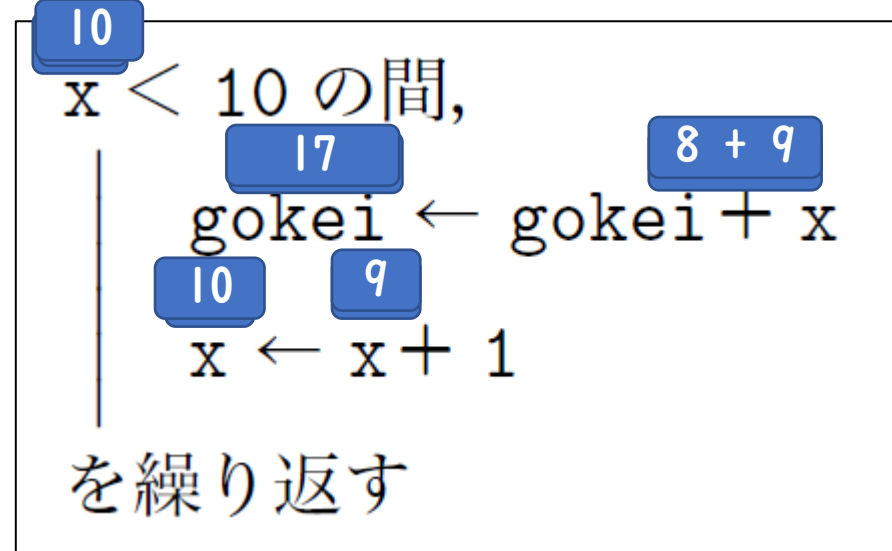 10
x < 10 の間,
17 8 + 9
gokei ← gokei + x
10 9
x ← x + 1
を繰り返す